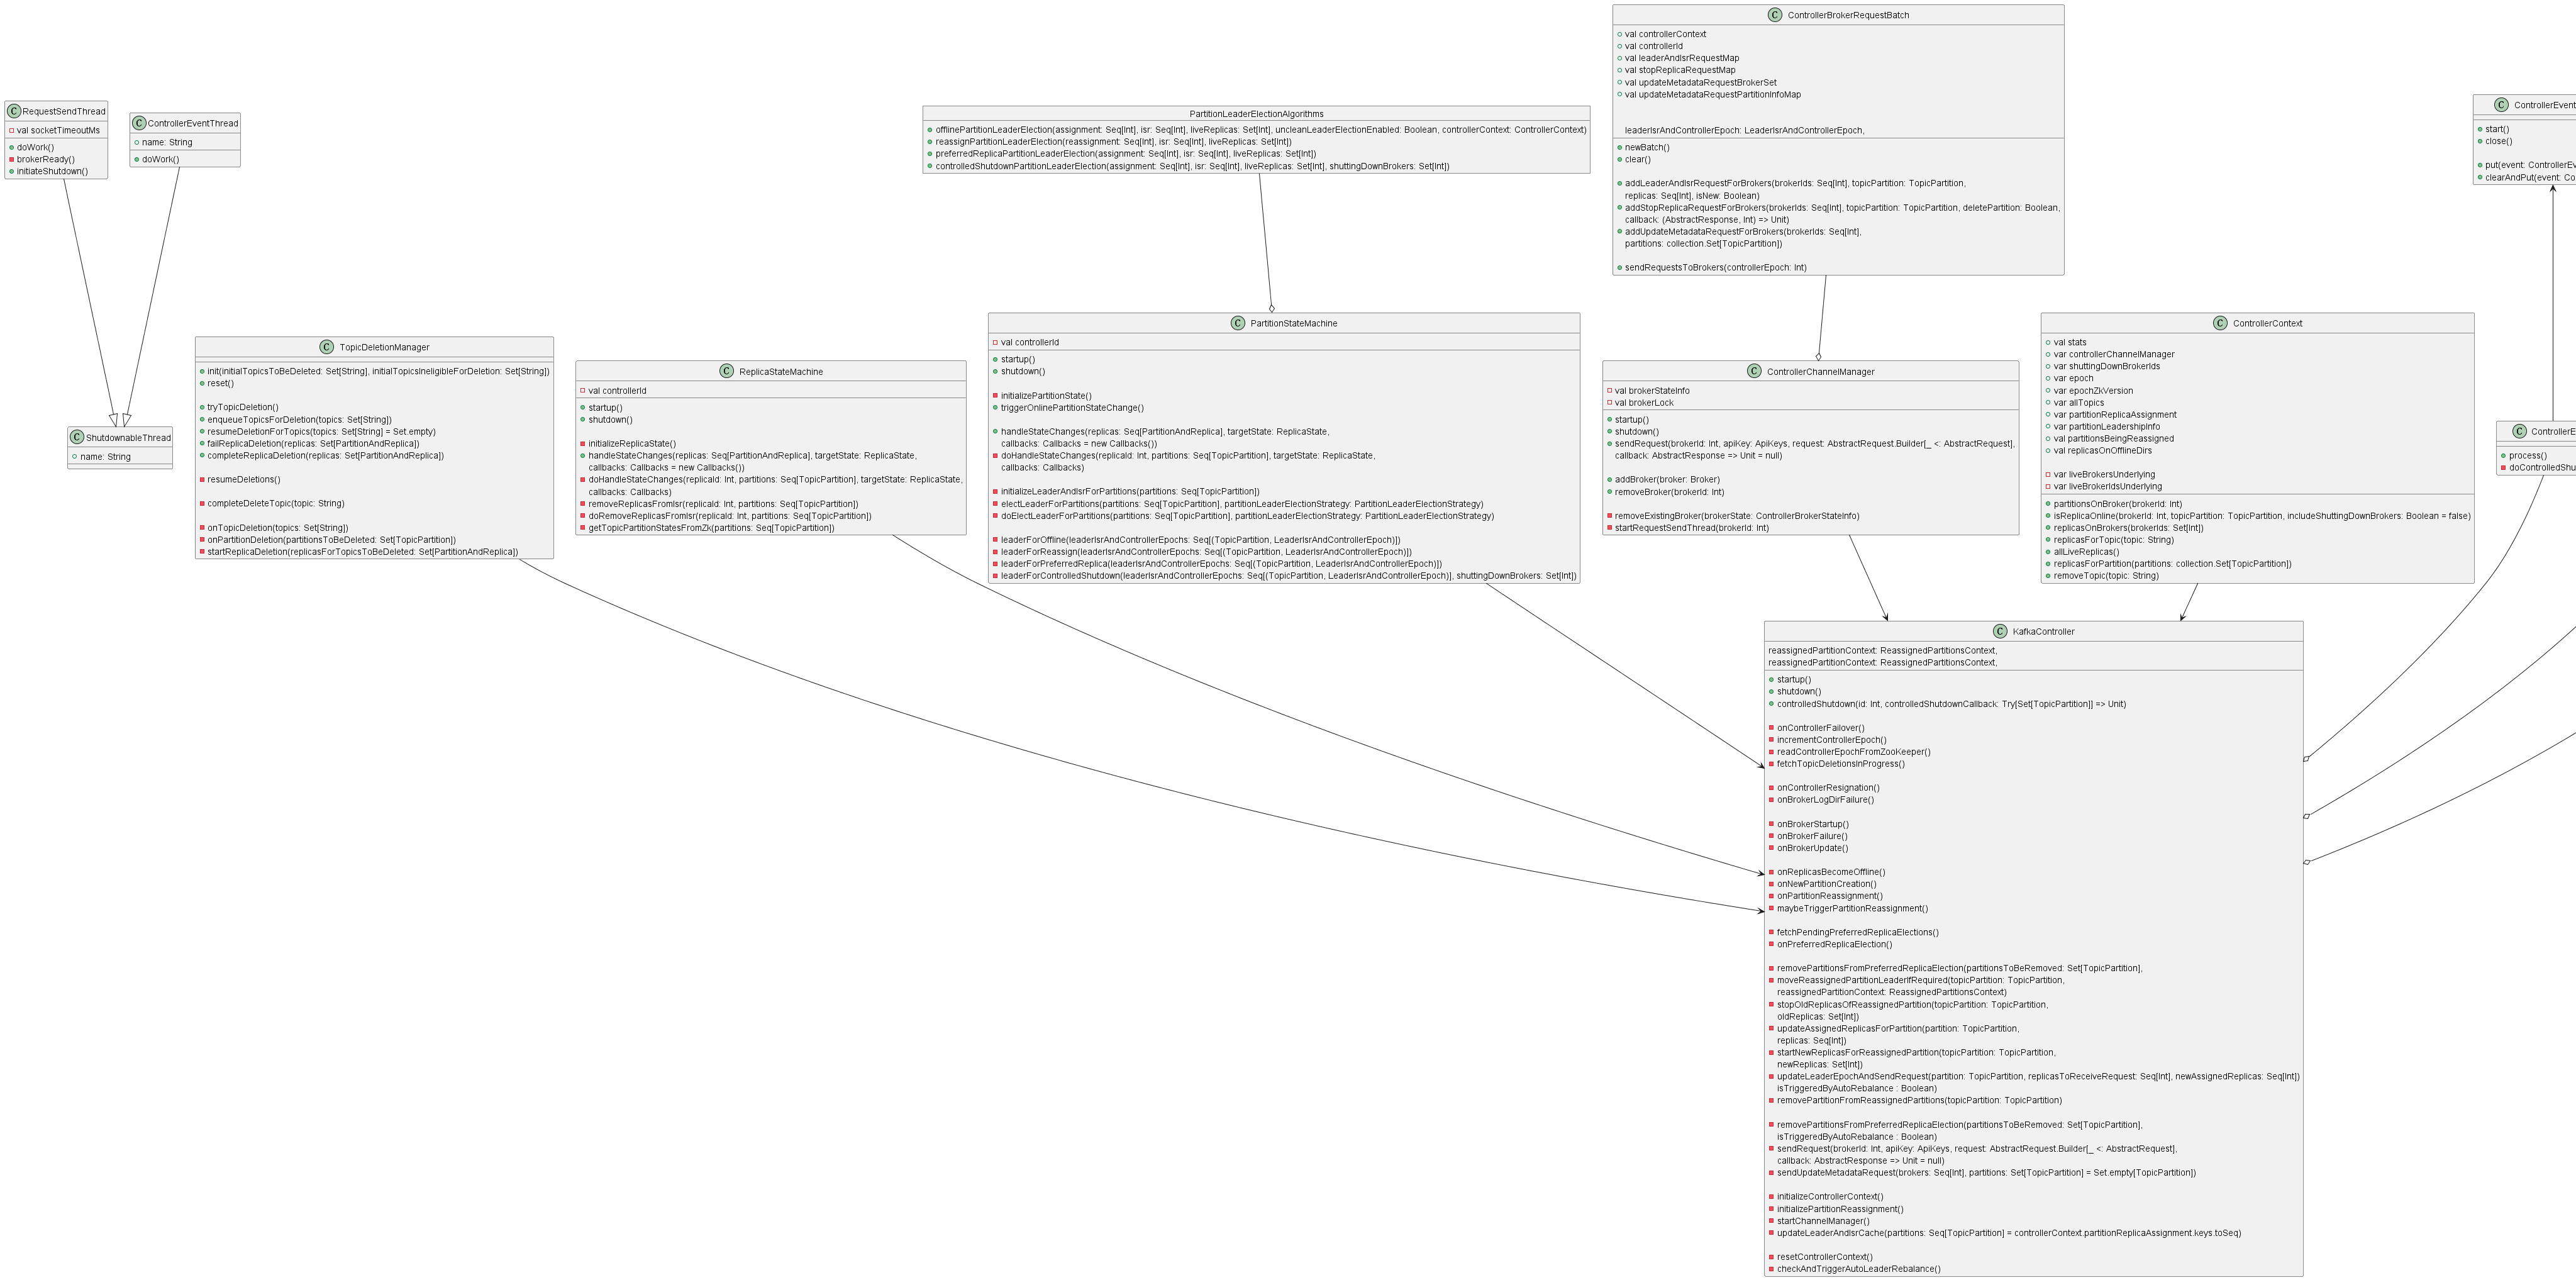 RequestSendThread
val socketTimeoutMs
doWork()
brokerReady()
initiateShutdown()
ControllerEventThread
name: String
doWork()
ShutdownableThread
name: String
TopicDeletionManager
init(initialTopicsToBeDeleted: Set[String], initialTopicsIneligibleForDeletion: Set[String])
reset()
tryTopicDeletion()
enqueueTopicsForDeletion(topics: Set[String])
resumeDeletionForTopics(topics: Set[String] = Set.empty)
failReplicaDeletion(replicas: Set[PartitionAndReplica])
completeReplicaDeletion(replicas: Set[PartitionAndReplica])
resumeDeletions()
completeDeleteTopic(topic: String)
onTopicDeletion(topics: Set[String])
onPartitionDeletion(partitionsToBeDeleted: Set[TopicPartition])
startReplicaDeletion(replicasForTopicsToBeDeleted: Set[PartitionAndReplica])
ReplicaStateMachine
val controllerId
startup()
shutdown()
initializeReplicaState()
handleStateChanges(replicas: Seq[PartitionAndReplica], targetState: ReplicaState,
callbacks: Callbacks = new Callbacks())
doHandleStateChanges(replicaId: Int, partitions: Seq[TopicPartition], targetState: ReplicaState,
callbacks: Callbacks)
removeReplicasFromIsr(replicaId: Int, partitions: Seq[TopicPartition])
doRemoveReplicasFromIsr(replicaId: Int, partitions: Seq[TopicPartition])
getTopicPartitionStatesFromZk(partitions: Seq[TopicPartition])
PartitionLeaderElectionAlgorithms
offlinePartitionLeaderElection(assignment: Seq[Int], isr: Seq[Int], liveReplicas: Set[Int], uncleanLeaderElectionEnabled: Boolean, controllerContext: ControllerContext)
reassignPartitionLeaderElection(reassignment: Seq[Int], isr: Seq[Int], liveReplicas: Set[Int])
preferredReplicaPartitionLeaderElection(assignment: Seq[Int], isr: Seq[Int], liveReplicas: Set[Int])
controlledShutdownPartitionLeaderElection(assignment: Seq[Int], isr: Seq[Int], liveReplicas: Set[Int], shuttingDownBrokers: Set[Int])
PartitionStateMachine
val controllerId
startup()
shutdown()
initializePartitionState()
triggerOnlinePartitionStateChange()
handleStateChanges(replicas: Seq[PartitionAndReplica], targetState: ReplicaState,
callbacks: Callbacks = new Callbacks())
doHandleStateChanges(replicaId: Int, partitions: Seq[TopicPartition], targetState: ReplicaState,
callbacks: Callbacks)
initializeLeaderAndIsrForPartitions(partitions: Seq[TopicPartition])
electLeaderForPartitions(partitions: Seq[TopicPartition], partitionLeaderElectionStrategy: PartitionLeaderElectionStrategy)
doElectLeaderForPartitions(partitions: Seq[TopicPartition], partitionLeaderElectionStrategy: PartitionLeaderElectionStrategy)
leaderForOffline(leaderIsrAndControllerEpochs: Seq[(TopicPartition, LeaderIsrAndControllerEpoch)])
leaderForReassign(leaderIsrAndControllerEpochs: Seq[(TopicPartition, LeaderIsrAndControllerEpoch)])
leaderForPreferredReplica(leaderIsrAndControllerEpochs: Seq[(TopicPartition, LeaderIsrAndControllerEpoch)])
leaderForControlledShutdown(leaderIsrAndControllerEpochs: Seq[(TopicPartition, LeaderIsrAndControllerEpoch)], shuttingDownBrokers: Set[Int])
ControllerBrokerRequestBatch
val controllerContext
val controllerId
val leaderAndIsrRequestMap
val stopReplicaRequestMap
val updateMetadataRequestBrokerSet
val updateMetadataRequestPartitionInfoMap
leaderIsrAndControllerEpoch: LeaderIsrAndControllerEpoch,
newBatch()
clear()
addLeaderAndIsrRequestForBrokers(brokerIds: Seq[Int], topicPartition: TopicPartition,
replicas: Seq[Int], isNew: Boolean)
addStopReplicaRequestForBrokers(brokerIds: Seq[Int], topicPartition: TopicPartition, deletePartition: Boolean,
callback: (AbstractResponse, Int) => Unit)
addUpdateMetadataRequestForBrokers(brokerIds: Seq[Int],
partitions: collection.Set[TopicPartition])
sendRequestsToBrokers(controllerEpoch: Int)
ControllerChannelManager
val brokerStateInfo
val brokerLock
startup()
shutdown()
sendRequest(brokerId: Int, apiKey: ApiKeys, request: AbstractRequest.Builder[_ <: AbstractRequest],
callback: AbstractResponse => Unit = null)
addBroker(broker: Broker)
removeBroker(brokerId: Int)
removeExistingBroker(brokerState: ControllerBrokerStateInfo)
startRequestSendThread(brokerId: Int)
ControllerContext
val stats
var controllerChannelManager
var shuttingDownBrokerIds
var epoch
var epochZkVersion
var allTopics
var partitionReplicaAssignment
var partitionLeadershipInfo
val partitionsBeingReassigned
val replicasOnOfflineDirs
var liveBrokersUnderlying
var liveBrokerIdsUnderlying
partitionsOnBroker(brokerId: Int)
isReplicaOnline(brokerId: Int, topicPartition: TopicPartition, includeShuttingDownBrokers: Boolean = false)
replicasOnBrokers(brokerIds: Set[Int])
replicasForTopic(topic: String)
allLiveReplicas()
replicasForPartition(partitions: collection.Set[TopicPartition])
removeTopic(topic: String)
ControllerEvent
start()
close()
put(event: ControllerEv
clearAndPut(event: Co
ControllerE
process()
doControlledShu
KafkaController
reassignedPartitionContext: ReassignedPartitionsContext,
reassignedPartitionContext: ReassignedPartitionsContext,
startup()
shutdown()
controlledShutdown(id: Int, controlledShutdownCallback: Try[Set[TopicPartition]] => Unit)
onControllerFailover()
incrementControllerEpoch()
readControllerEpochFromZooKeeper()
fetchTopicDeletionsInProgress()
onControllerResignation()
onBrokerLogDirFailure()
onBrokerStartup()
onBrokerFailure()
onBrokerUpdate()
onReplicasBecomeOffline()
onNewPartitionCreation()
onPartitionReassignment()
maybeTriggerPartitionReassignment()
fetchPendingPreferredReplicaElections()
onPreferredReplicaElection()
removePartitionsFromPreferredReplicaElection(partitionsToBeRemoved: Set[TopicPartition],
moveReassignedPartitionLeaderIfRequired(topicPartition: TopicPartition,
reassignedPartitionContext: ReassignedPartitionsContext)
stopOldReplicasOfReassignedPartition(topicPartition: TopicPartition,
oldReplicas: Set[Int])
updateAssignedReplicasForPartition(partition: TopicPartition,
replicas: Seq[Int])
startNewReplicasForReassignedPartition(topicPartition: TopicPartition,
newReplicas: Set[Int])
updateLeaderEpochAndSendRequest(partition: TopicPartition, replicasToReceiveRequest: Seq[Int], newAssignedReplicas: Seq[Int])
isTriggeredByAutoRebalance : Boolean)
removePartitionFromReassignedPartitions(topicPartition: TopicPartition)
removePartitionsFromPreferredReplicaElection(partitionsToBeRemoved: Set[TopicPartition],
isTriggeredByAutoRebalance : Boolean)
sendRequest(brokerId: Int, apiKey: ApiKeys, request: AbstractRequest.Builder[_ <: AbstractRequest],
callback: AbstractResponse => Unit = null)
sendUpdateMetadataRequest(brokers: Seq[Int], partitions: Set[TopicPartition] = Set.empty[TopicPartition])
initializeControllerContext()
initializePartitionReassignment()
startChannelManager()
updateLeaderAndIsrCache(partitions: Seq[TopicPartition] = controllerContext.partitionReplicaAssignment.keys.toSeq)
resetControllerContext()
checkAndTriggerAutoLeaderRebalance()